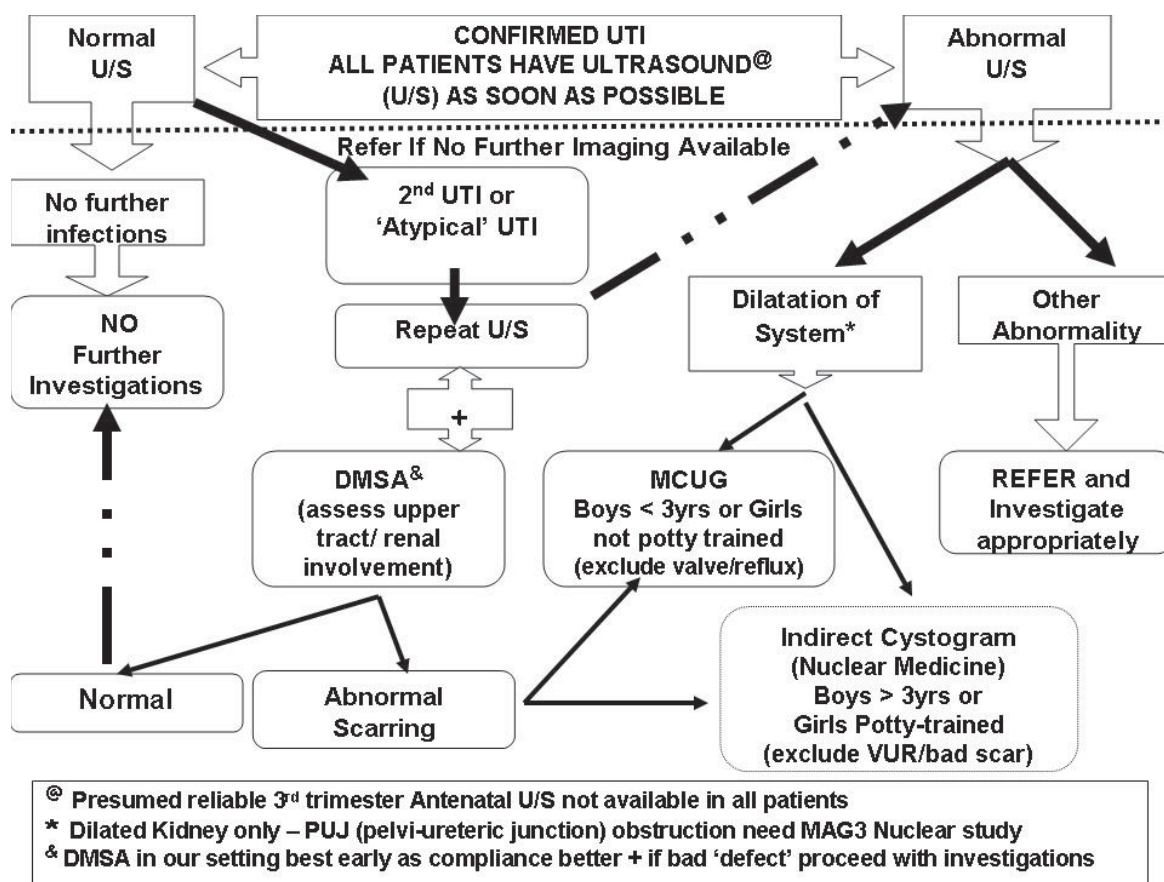 Normal
U/S
CONFIRMED UTI
ALL PATIENTS HAVE ULTRASOUND@
(U/S) AS SOON AS POSSIBLE
Abnormal
U/S
Refer If No Further Imaging Available
No further
infections
2nd UTI or
‘Atypical’ UTI
NO
Further
Investigations
Repeat U/S
Dilatation of
System*
Other
Abnormality
+
DMSA&
(assess upper
tract/ renal
involvement)
MCUG
Boys < 3yrs or Girls
not potty trained
(exclude valve/reflux)
REFER and
Investigate
appropriately
Normal
Abnormal
Scarring
Indirect Cystogram
(Nuclear Medicine)
Boys > 3yrs or
Girls Potty-trained
(exclude VUR/bad scar)
@ Presumed reliable 3rd trimester Antenatal U/S not available in all patients
* Dilated Kidney only – PUJ (pelvi-ureteric junction) obstruction need MAG3 Nuclear study
& DMSA in our setting best early as compliance better + if bad ‘defect’ proceed with investigations